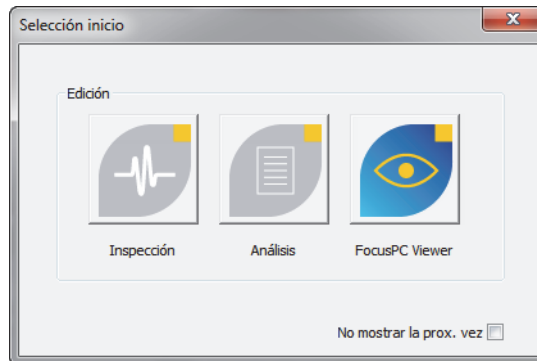 Selección inicio
Edición
Inspección
Análisis
FocusPC Viewer
No mostrar la prox. vez